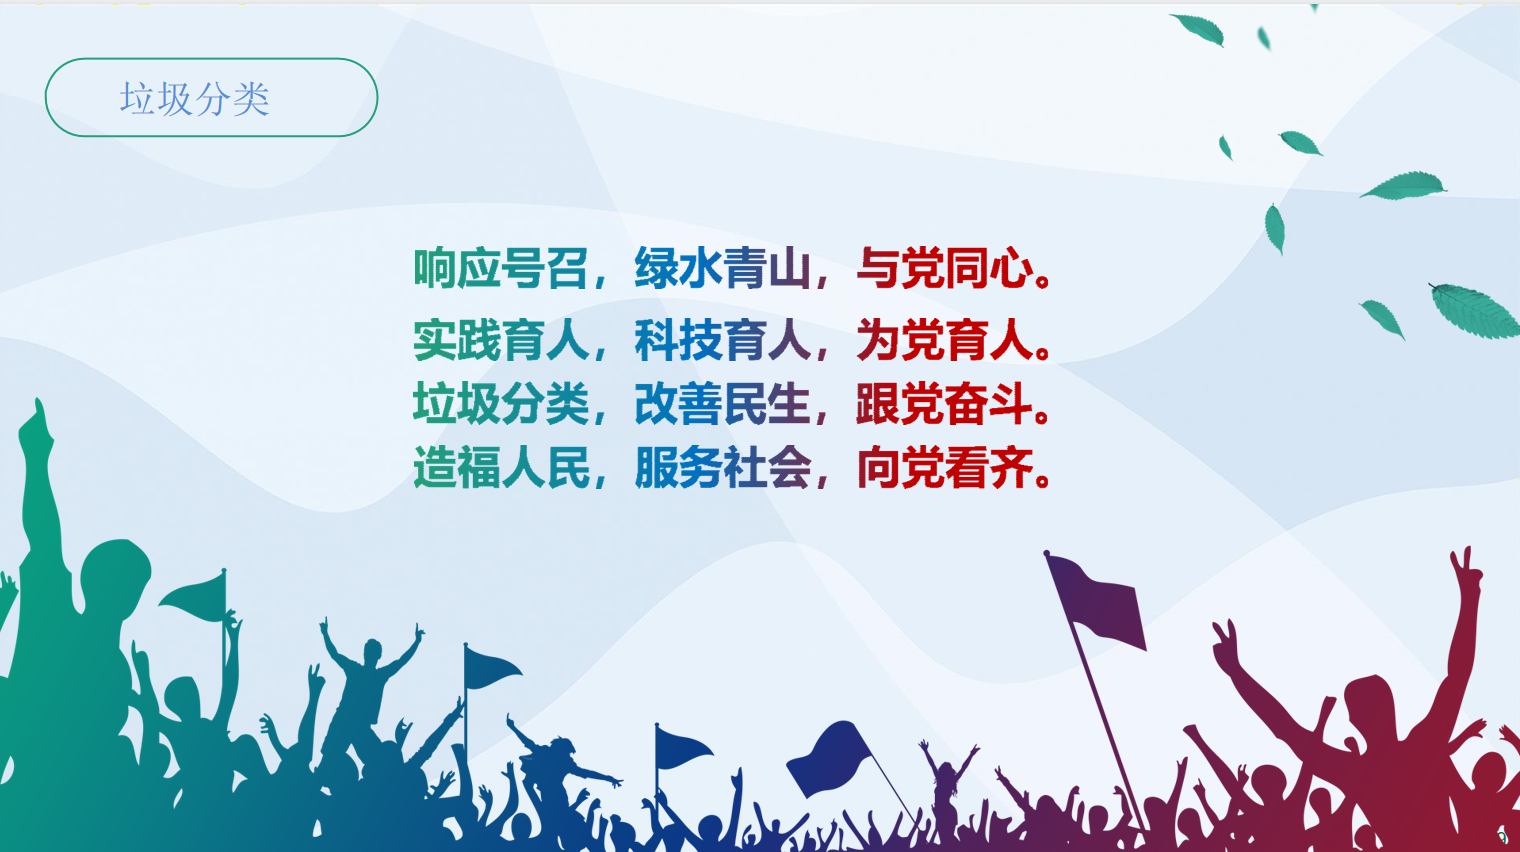 垃圾分类
响应号召，绿水青山，与党同心。
实践育人，科技育人，为党育人。
垃圾分类，改善民生，跟党奋斗。
造福人民，服务社会，向党看齐。